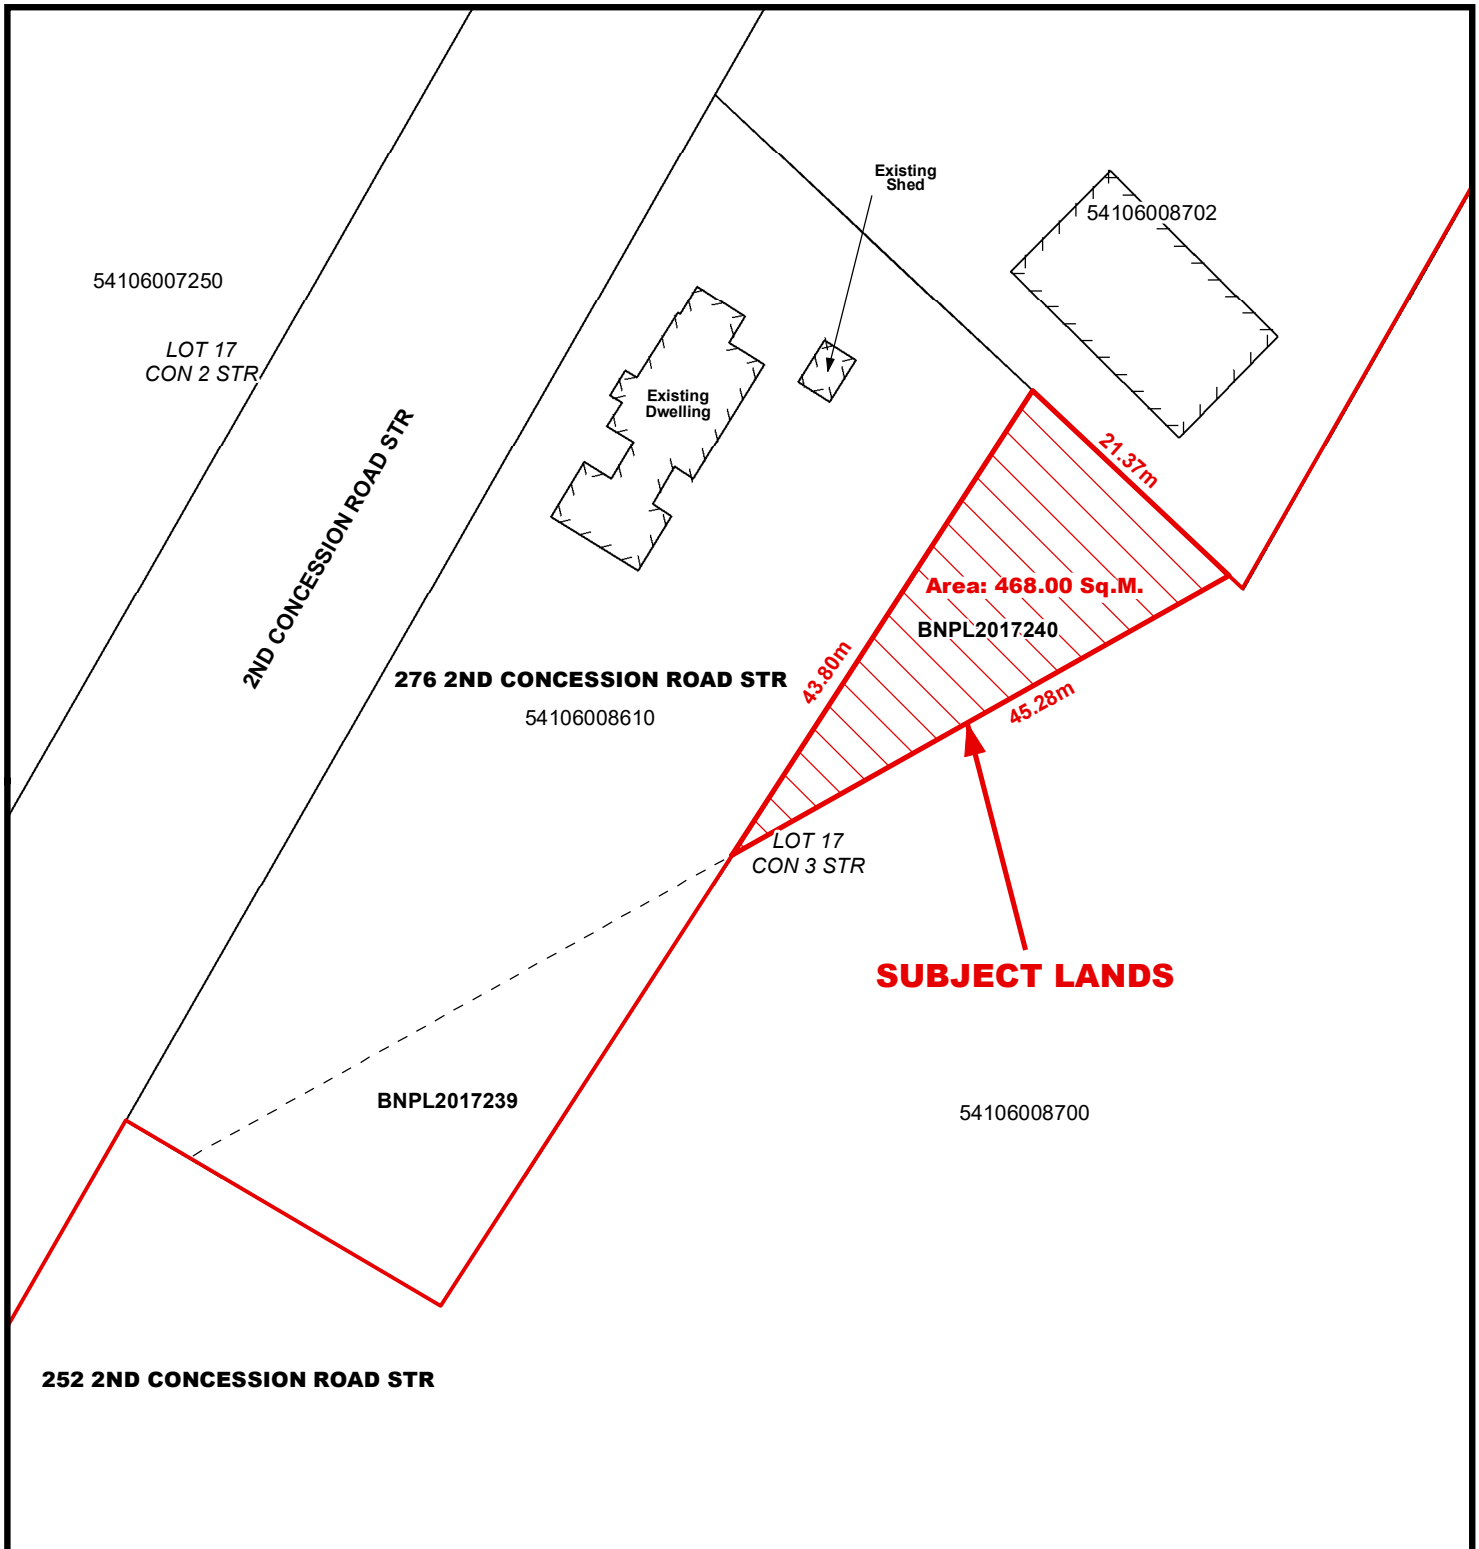 Existing
Shed
54106008702
54106007250
LOT 17
CON 2 STR
Existing
Dwelling
2ND CONCESSION ROAD STR
21.37m
Area: 468.00 Sq.M.
BNPL2017240
43.80m
276 2ND CONCESSION ROAD STR
54106008610
45.28m
LOT 17
CON 3 STR
SUBJECT LANDS
BNPL2017239
54106008700
252 2ND CONCESSION ROAD STR